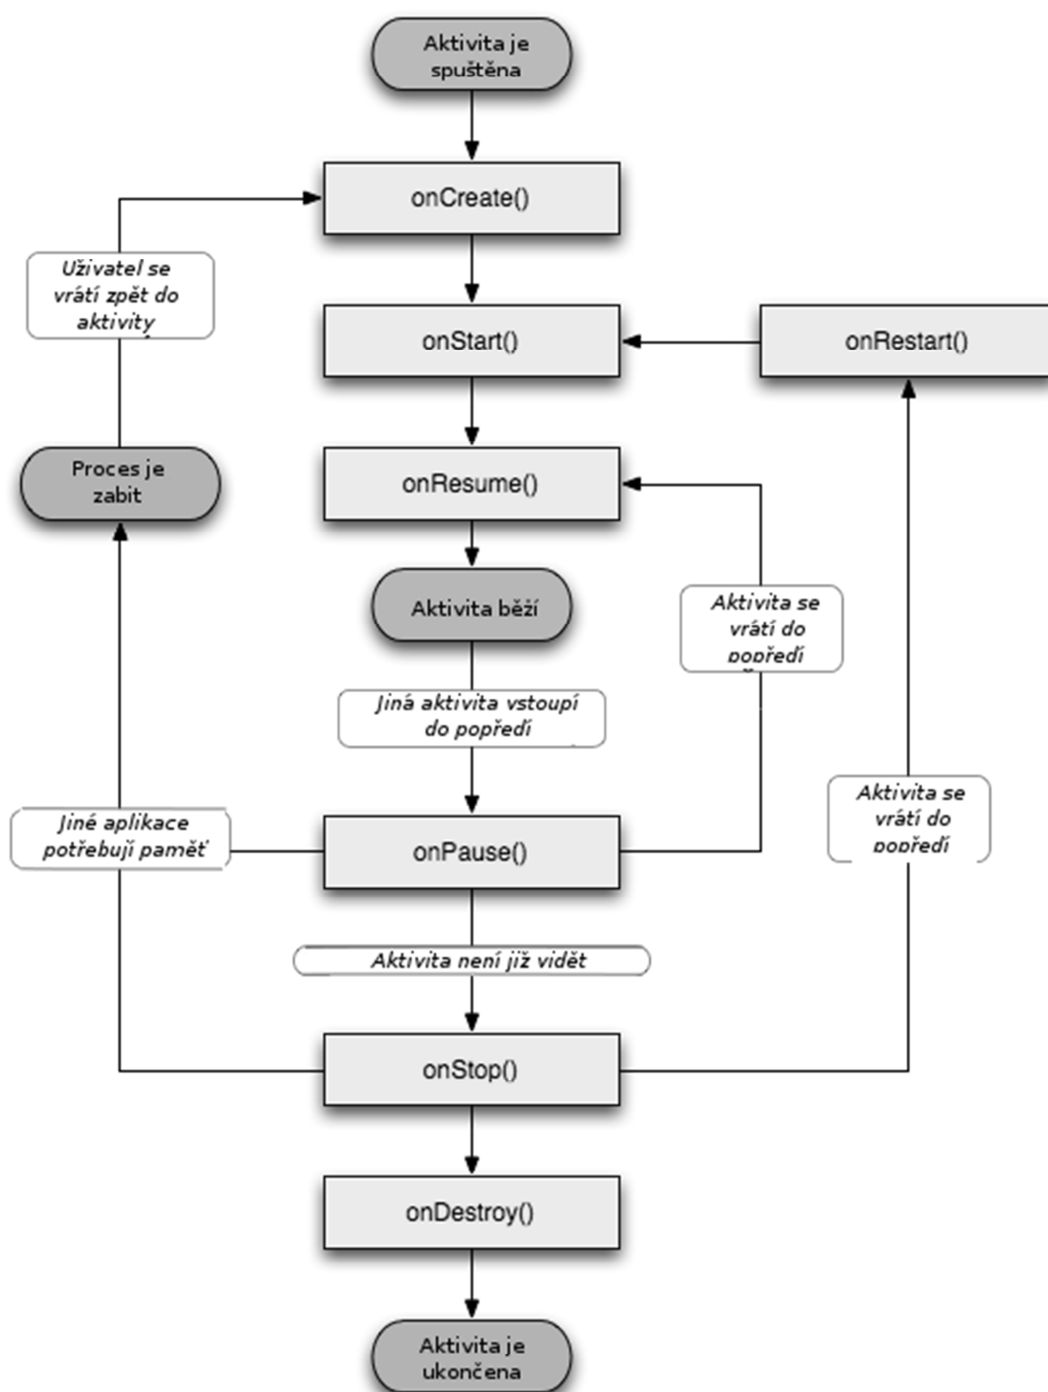 Aktivita je
spuštěna
onCreate()
Uživatel se
vrátí zpět do
aktivity
onStart()
onRestart()
Proces je
zabit
onResume()
Aktivita běží
Aktivita se
vrátí do
popředí
Jiná aktivita vstoupí
do popředí
Aktivita se
vrátí do
popředí
Jiné aplikace
potřebují paměť
onPause()
Aktivita není již vidět
onStop()
onDestroy()
Aktivita je
ukončena